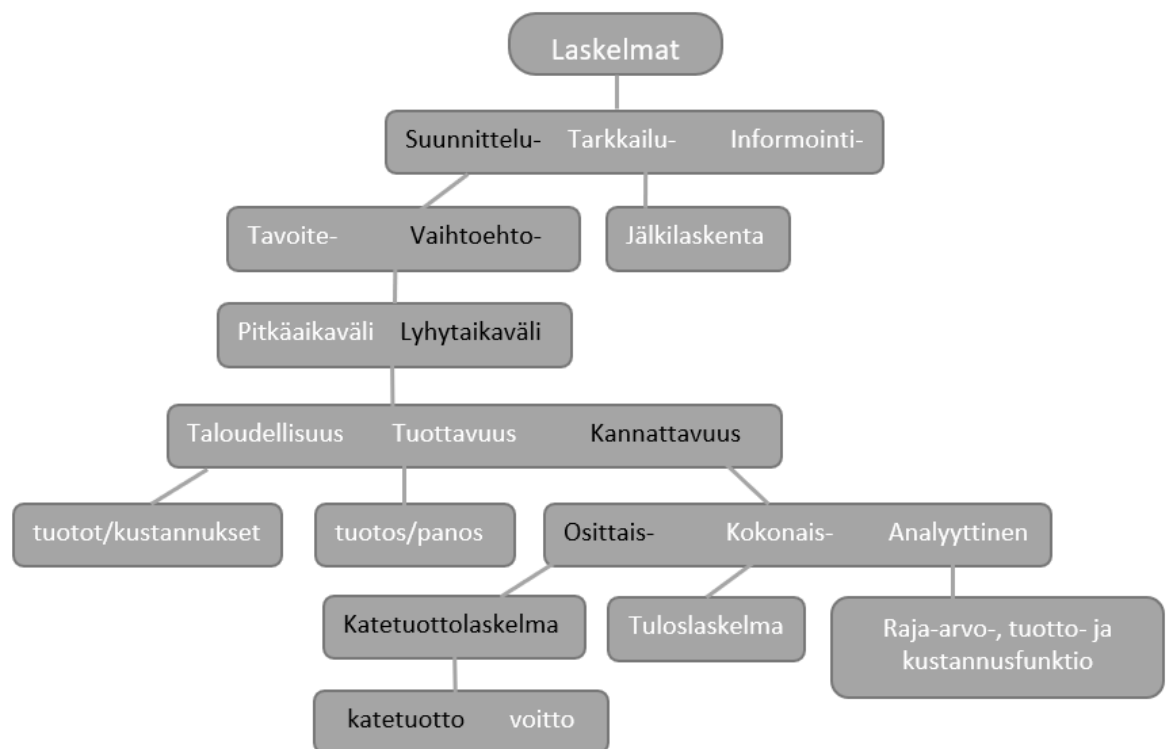 Laskelmat
Suunnittelu- Tarkkailu- Informointi-
Tavoite- Vaihtoehto-
Jälkilaskenta
Pitkäaikaväli Lyhytaikaväli
Taloudellisuus Tuottavuus Kannattavuus
tuotot/kustannukset
tuotos/panos
Osittais- Kokonais- Analyyttinen
Katetuottolaskelma
Tuloslaskelma
Raja-arvo-, tuotto- ja
kustannusfunktio
katetuotto voitto